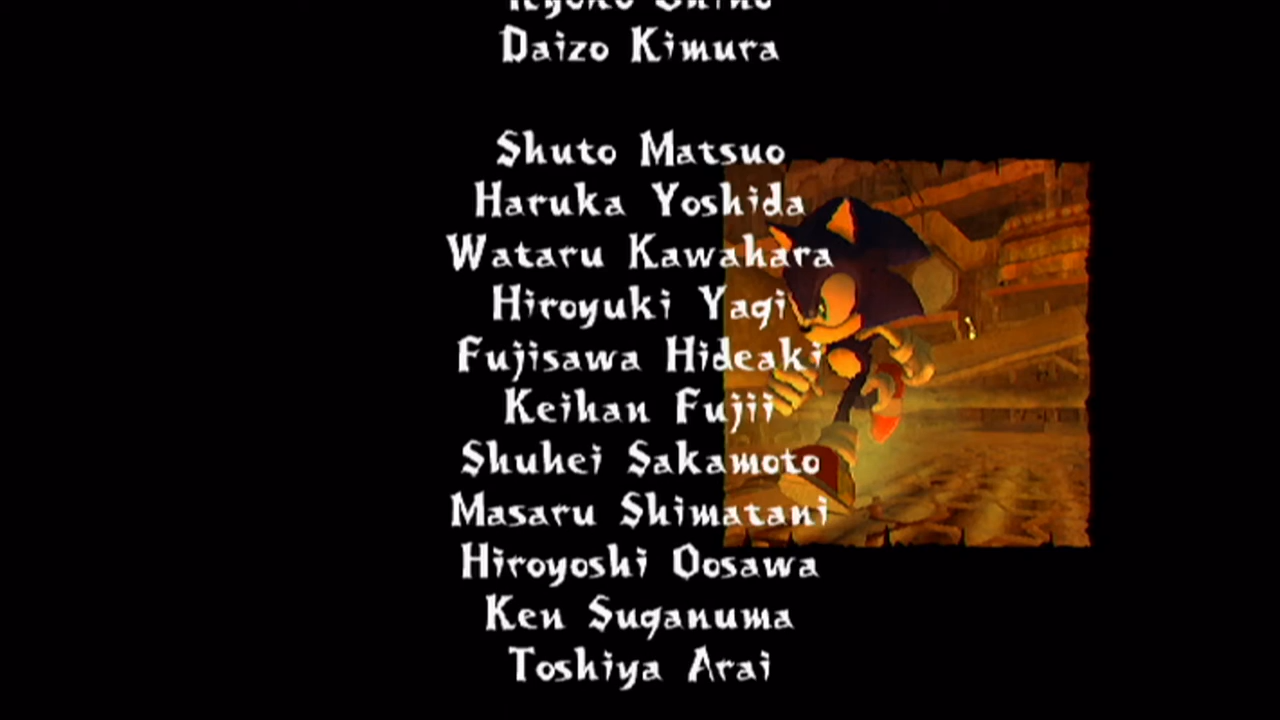 Daizo Kimura
Shuto Matsuo
Haruka Yoshida
Wataru Kawahara
Hiroyuki Yagi
Fujisawa Hideaki
Keihan Fujii
Shuhei Sakamoto
Masaru Shimatani
Hiroyoshi Oosawa
Ken Suganuma
Toshiya Arai